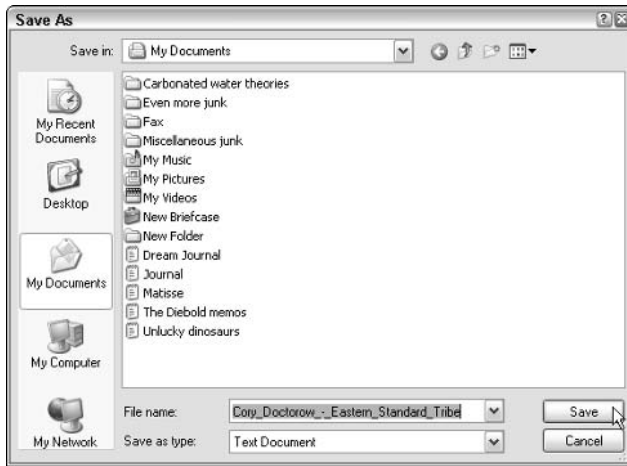 Save As
Save in:
My Documents
My Recent
Documents
Desktop
My Documents
My Computer
My Network
Carbonated water theories
Even more junk
Fax
Miscellaneous junk
My Music
My Pictures
My Videos
New Briefcase
New Folder
Dream Journal
Journal
Matisse
The Diebold memos
Unlucky dinosaurs
File name:
Cory_Doctorow_-_Eastern_Standard_Tribe
Save
Save as type:
Text Document
Cancel